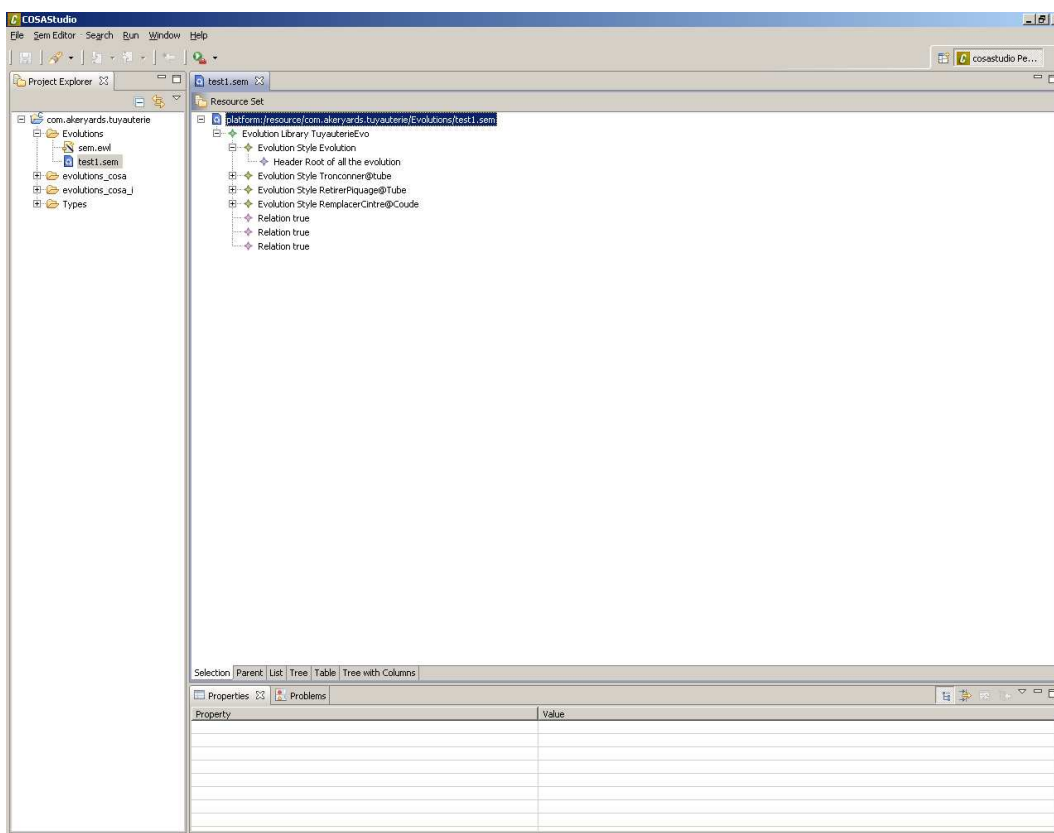 COSAStudio
File Sem Editor Search Run Window Help
cosastudio Pe...
Project Explorer
com.akeryards.tuyauterie
Evolutions
sem.ewl
test1.sem
evolutions_cosa
evolutions_cosa_i
Types
test1.sem
Resource Set
platform:/resource/com.akeryards.tuyauterie/Evolutions/test1.sem
Evolution Library TuyauterieEvo
Evolution Style Evolution
Header Root of all the evolution
Evolution Style Tronconner@tube
Evolution Style RetirerPiquage@Tube
Evolution Style RemplacerCintre@Coude
Relation true
Relation true
Relation true
Selection Parent List Tree Table Tree with Columns
Properties Problems
Property Value